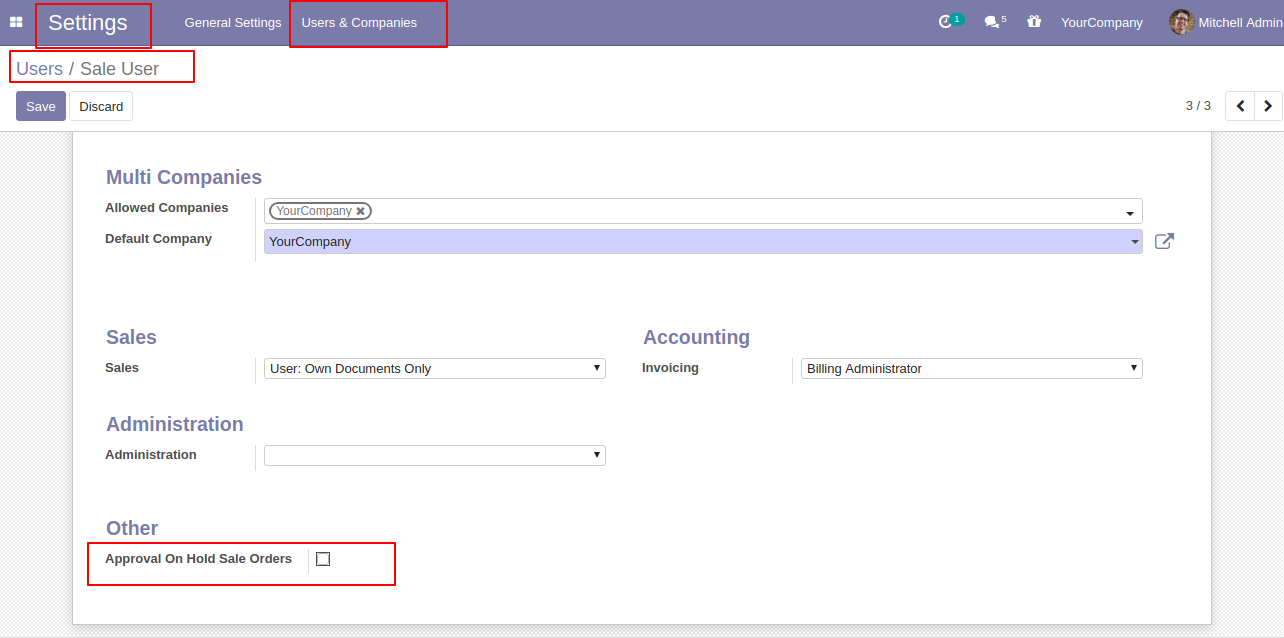 Settings General Settings Users & Companies 1 5 YourCompany Mitchell Admin
Users / Sale User
Save Discard 3 / 3
Multi Companies
Allowed Companies YourCompany
Default Company YourCompany
Sales Accounting
Sales User: Own Documents Only Invoicing Billing Administrator
Administration
Administration
Other
Approval On Hold Sale Orders